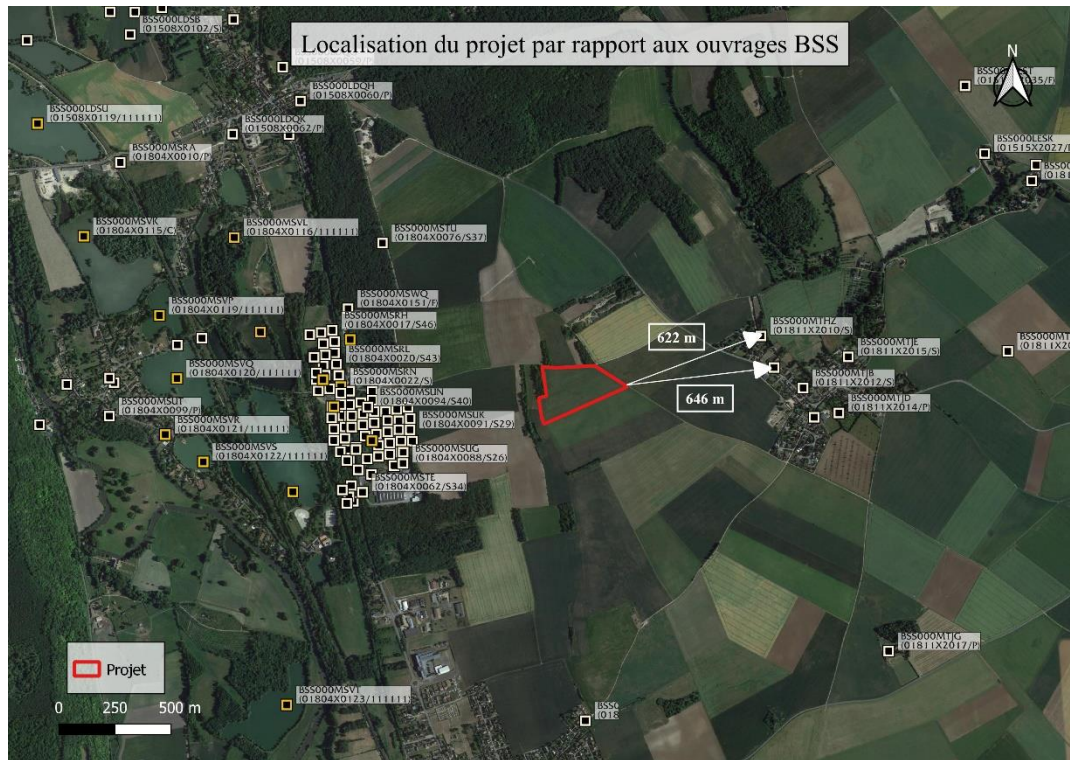 Localisation du projet par rapport aux ouvrages BSS
N
BSS000LDSB
(01508X0102/S)
(01508X0059/P)
BSS000LDQH
(01508X0060/P)
BSS000LDSU
(01508X0119/111111)
BSS000LDQK
(01508X0062/P)
BSS000MSRA
(01804X0010/P)
BSS000LESK
(01515X2027/
BSS000MSVK
(01804X0115/C)
BSS000MSVL
(01804X0116/111111)
BSS000MSTU
(01804X0076/S37)
BSS000MSVP
(01804X0119/111111)
BSS000MSWQ
(01804X0151/F)
BSS000MSRH
(01804X0017/S46)
BSS000MSRL
(01804X0020/S43)
BSS000MSVQ
(01804X0120/111111)
BSS000MSRN
(01804X0022/S)
BSS000MSUN
(01804X0094/S40)
BSS000MSUT
(01804X0099/P)
BSS000MSUK
(01804X0091/S29)
BSS000MSVR
(01804X0121/111111)
BSS000MSVS
(01804X0122/111111)
BSS000MSUG
(01804X0088/S26)
BSS000MSTE
(01804X0062/S34)
622 m
646 m
BSS000MTHZ
(01811X2010/S)
BSS000MTJE
(01811X2015/S)
BSS000MTJB
(01811X2012/S)
BSS000MTJD
(01811X2014/P)
BSS000MTJG
(01811X2017/P)
BSS000MSVT
(01804X0123/111111)
Projet
0 250 500 m